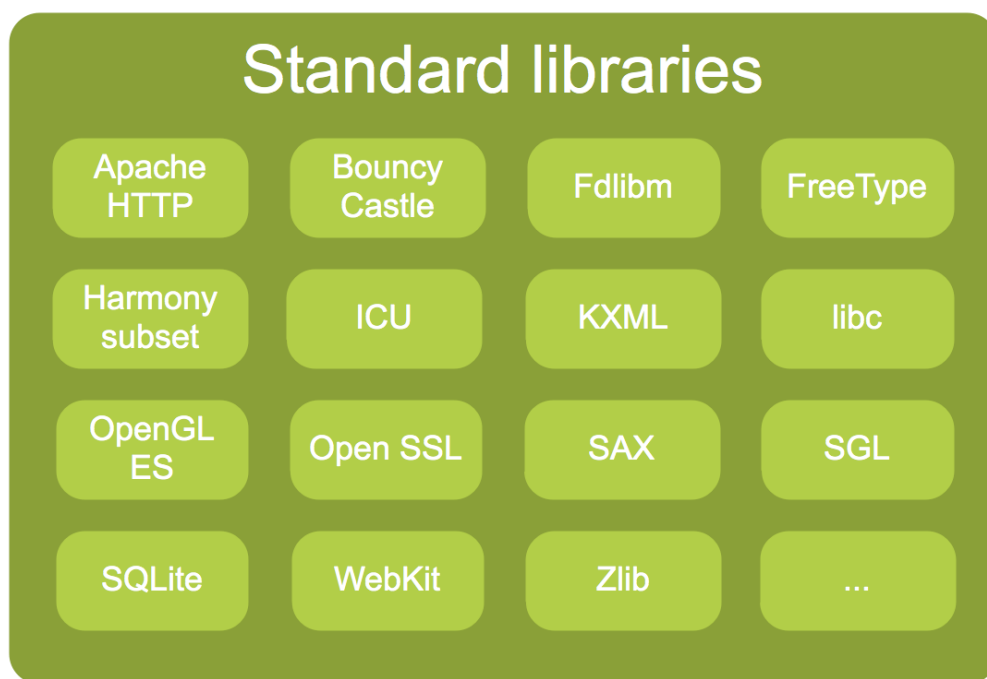 Standard libraries
Apache
HTTP
Bouncy
Castle
Fdlibm
FreeType
Harmony
subset
ICU
KXML
libc
OpenGL
ES
Open SSL
SAX
SGL
SQLite
WebKit
Zlib
...